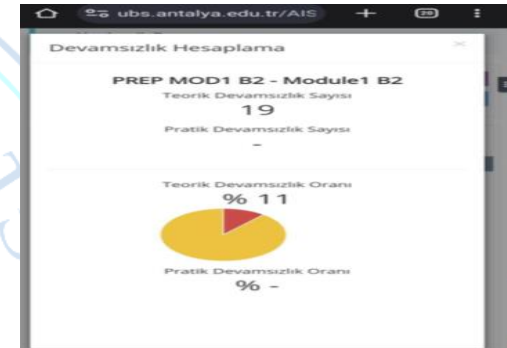 ubs.antalya.edu.tr/AIS
Devamsızlık Hesaplama
PREP MOD1 B2 - Module1 B2
Teorik Devamsızlık Sayısı
19
Pratik Devamsızlık Sayısı
-
Teorik Devamsızlık Oranı
% 11
Pratik Devamsızlık Oranı
% -